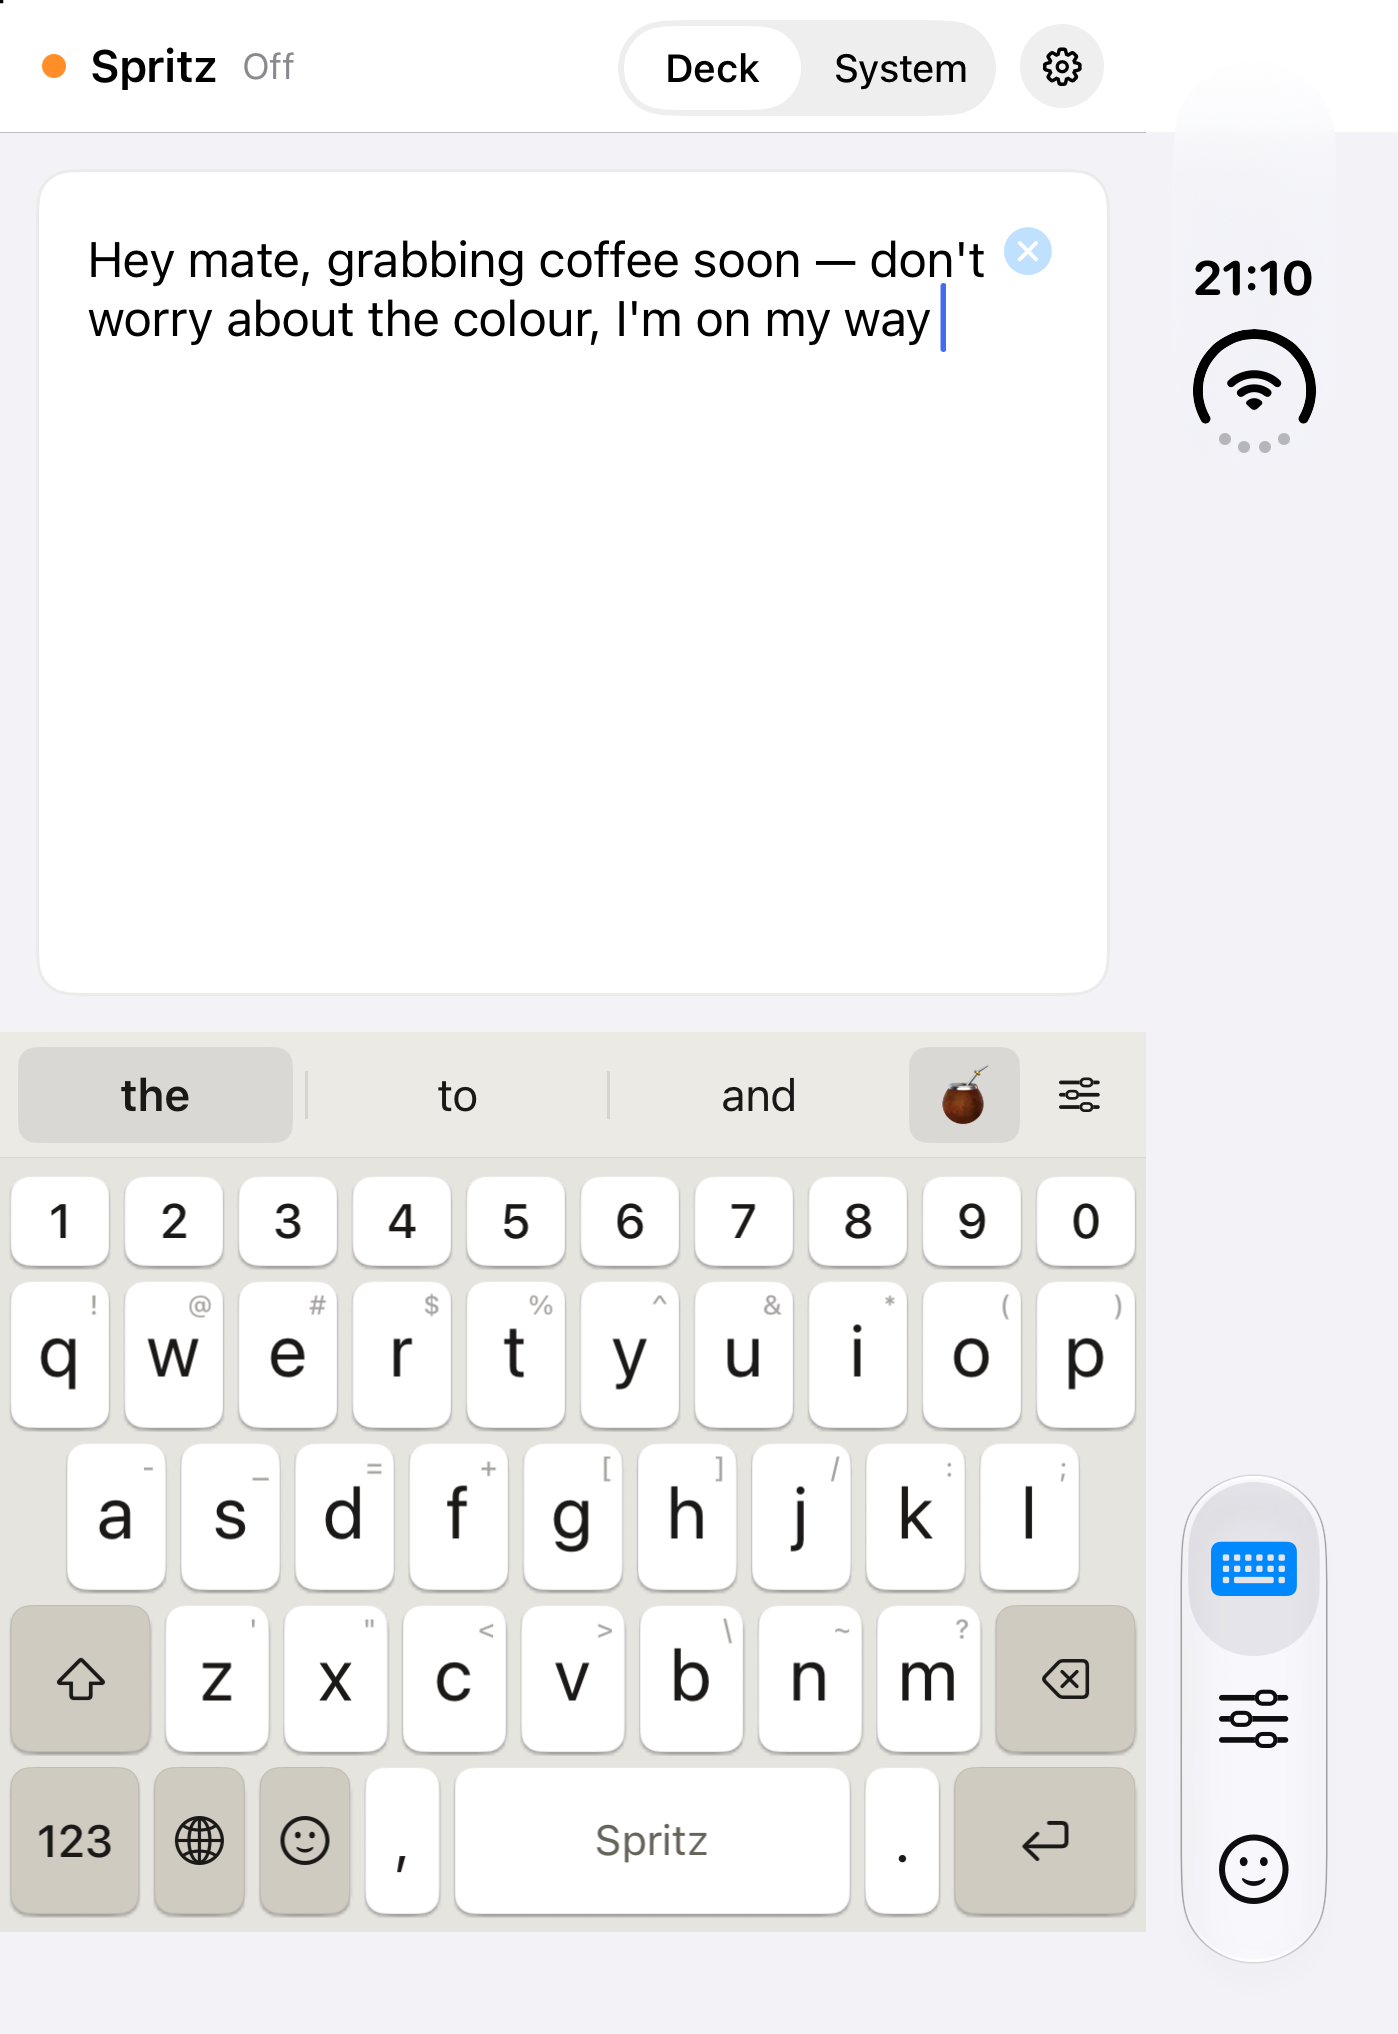 Spritz Off Deck System
Hey mate, grabbing coffee soon — don't
worry about the colour, I'm on my way
21:10
the to and
1 2 3 4 5 6 7 8 9 0
! @ # $ % ^ & * ( )
q w e r t y u i o p
- _ = + [ ] / : ;
a s d f g h j k l
' " < > \ ~ ?
z x c v b n m
123 , Spritz .